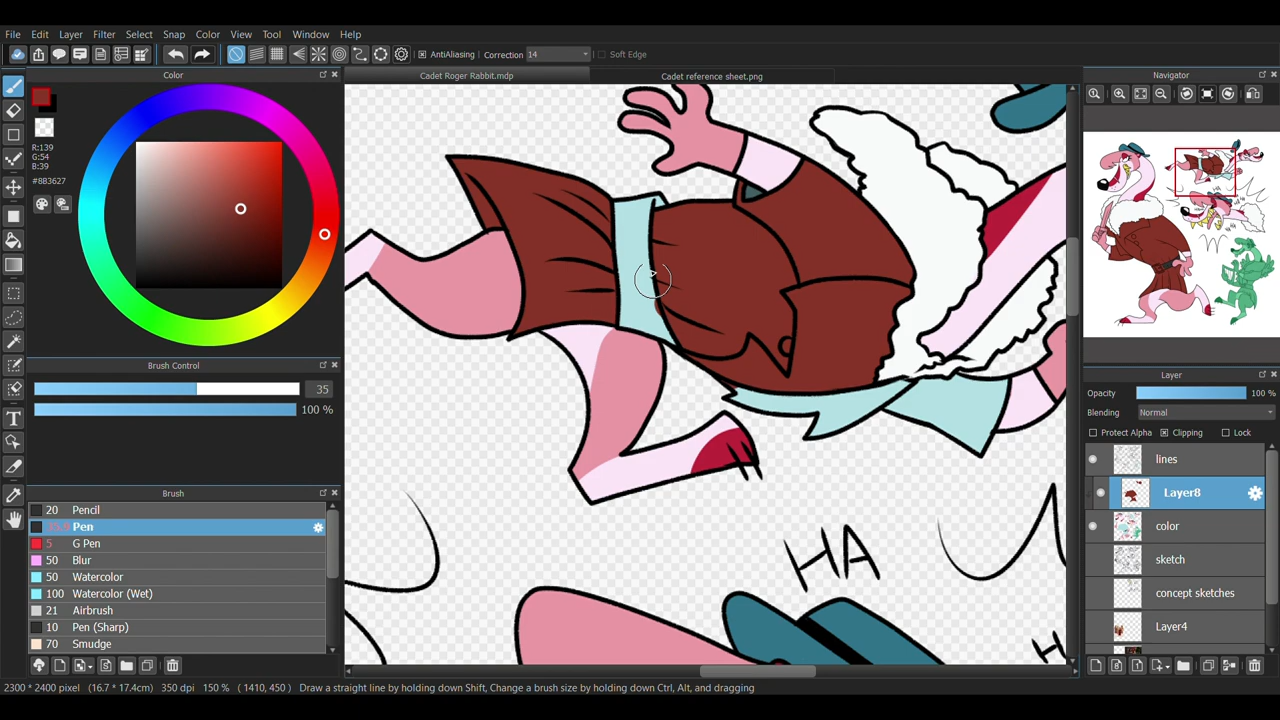 File Edit Layer Filter Select Snap Color View Tool Window Help
AntiAliasing Correction 14 Soft Edge
Color
Cadet Roger Rabbit.mdp
Cadet reference sheet.png
Navigator
R:139
G:54
B:39
#883627
Brush Control
35
100 %
Brush
20 Pencil
Pen
5 G Pen
50 Blur
50 Watercolor
100 Watercolor (Wet)
21 Airbrush
10 Pen (Sharp)
70 Smudge
HA
Layer
Opacity 100 %
Blending Normal
Protect Alpha Clipping Lock
lines
Layer8
color
sketch
concept sketches
Layer4
2300 * 2400 pixel (16.7 * 17.4cm) 350 dpi 150 % ( 1410, 450 ) Draw a straight line by holding down Shift, Change a brush size by holding down Ctrl, Alt, and dragging